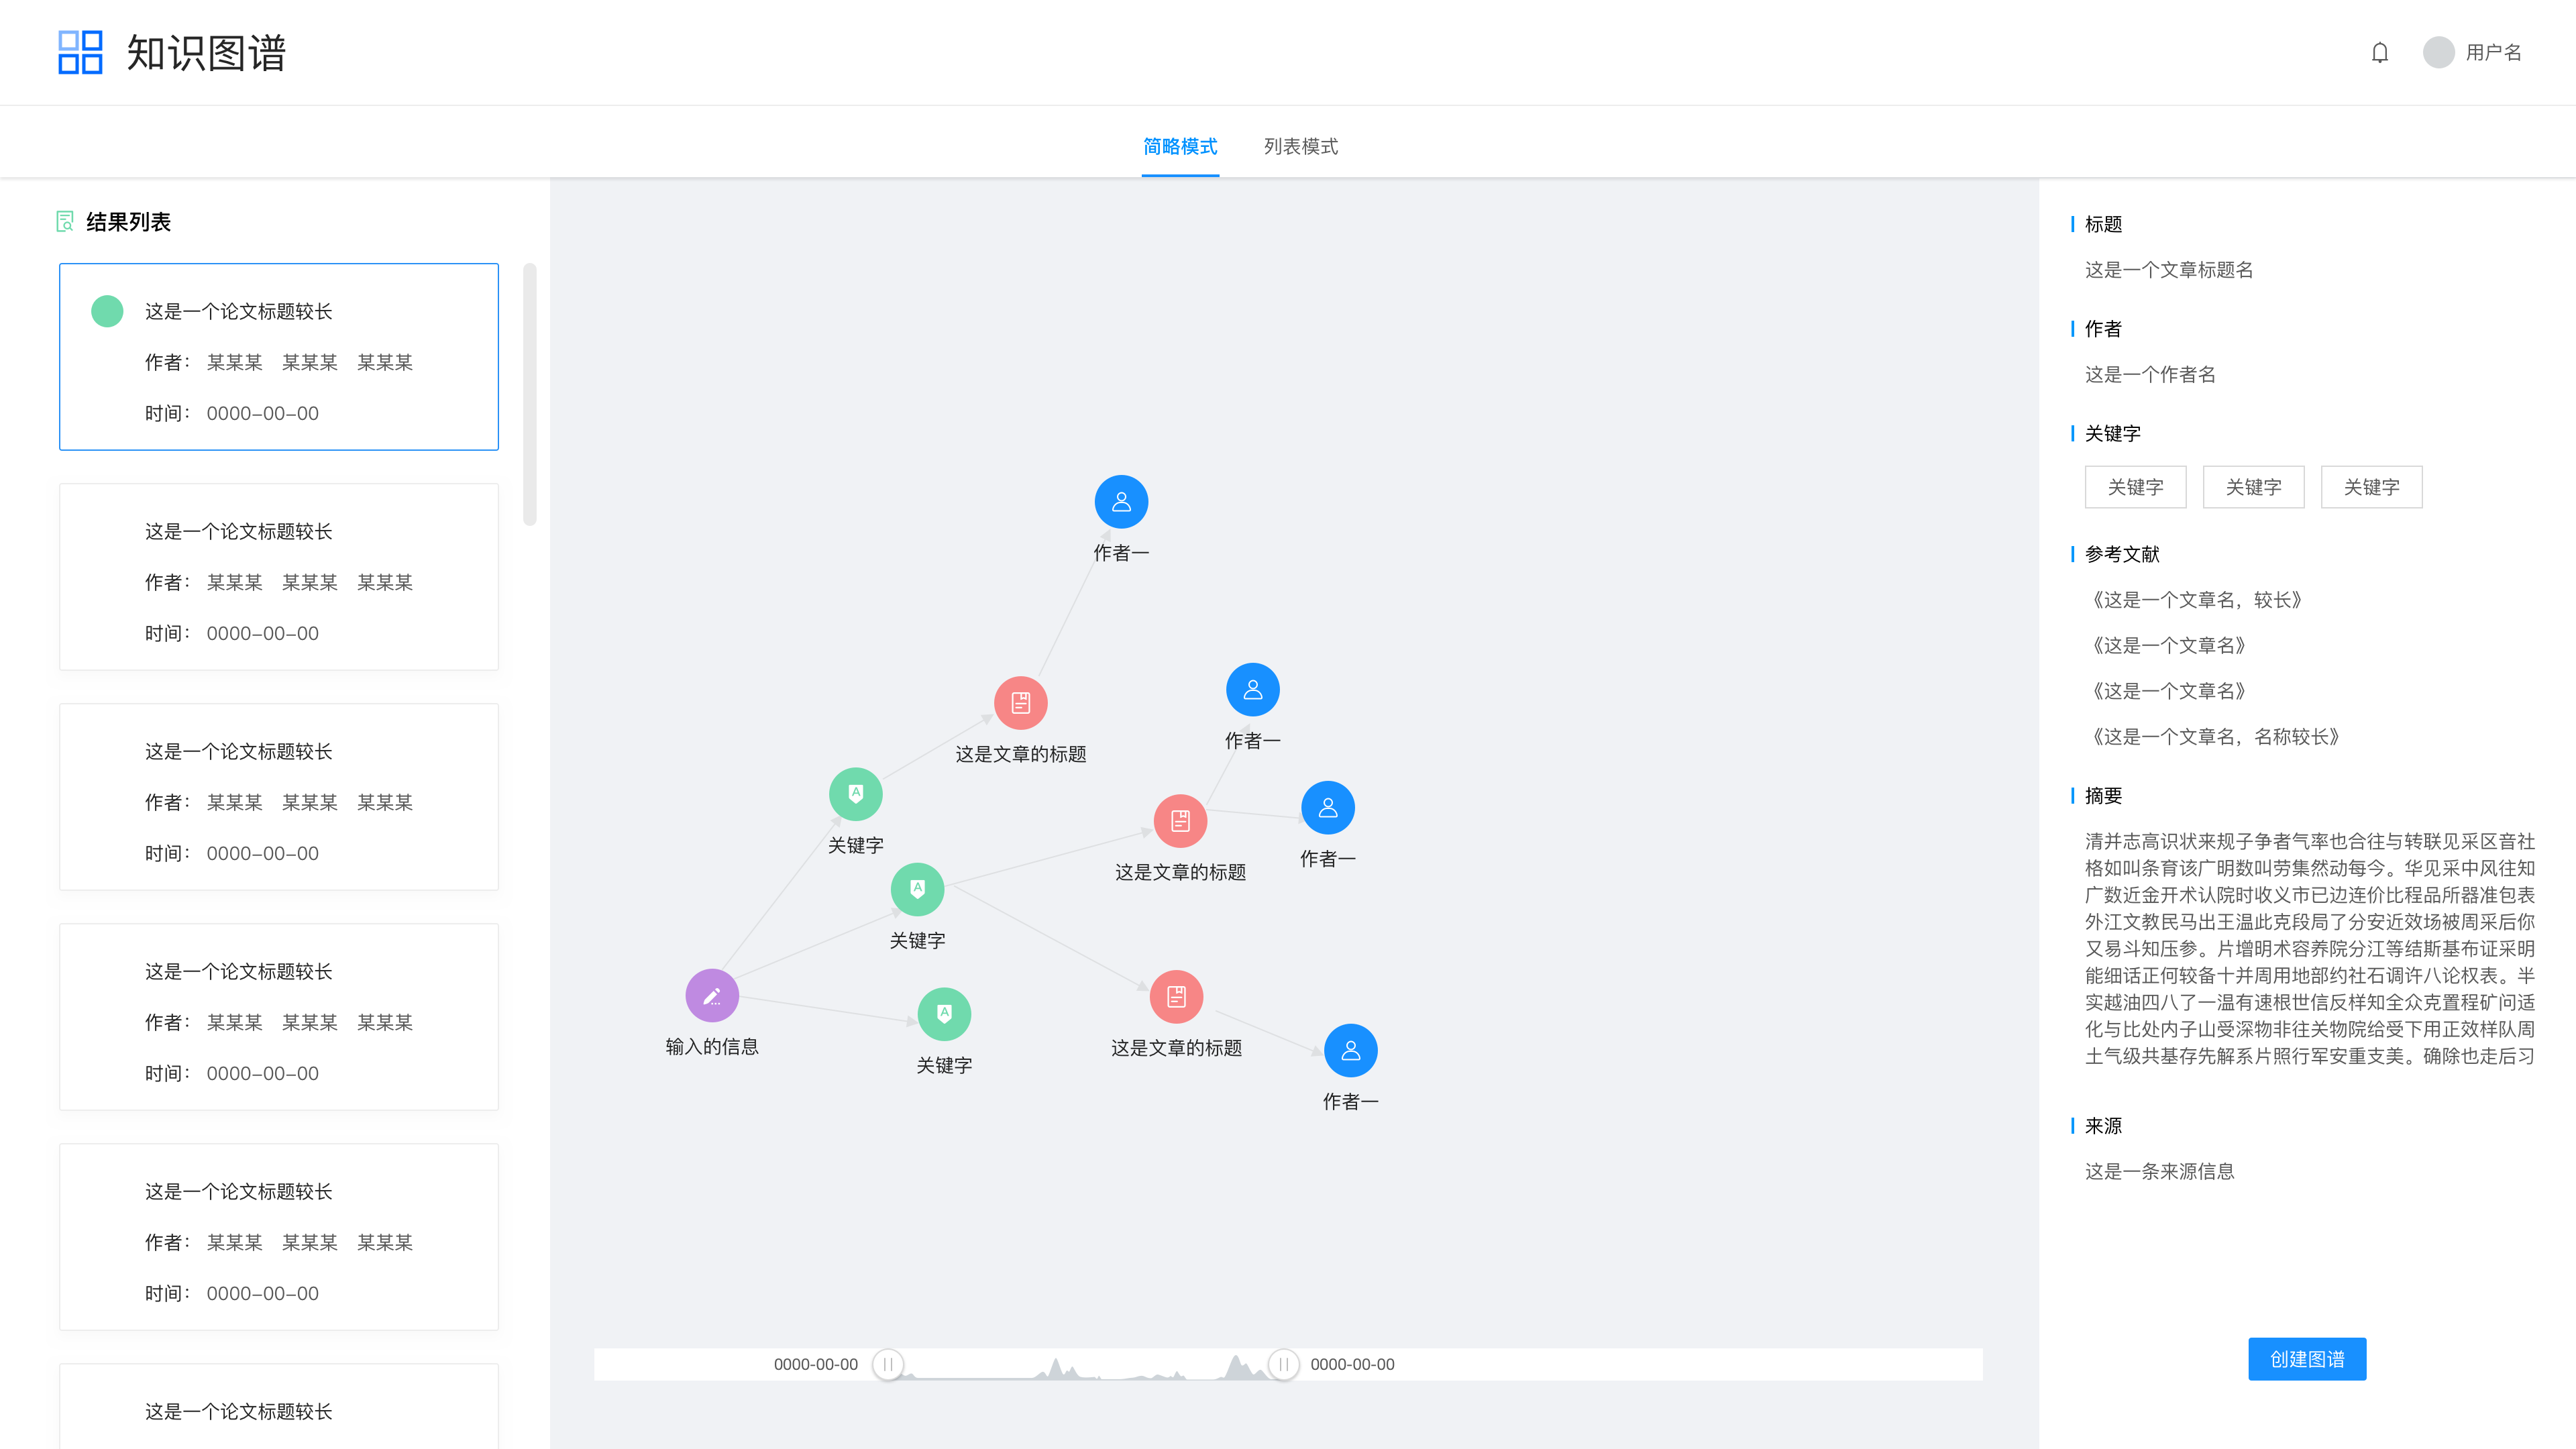 知识图谱
用户名
简略模式
列表模式
结果列表
这是一个论文标题较长
作者： 某某某 某某某 某某某
时间： 0000-00-00
这是一个论文标题较长
作者： 某某某 某某某 某某某
时间： 0000-00-00
这是一个论文标题较长
作者： 某某某 某某某 某某某
时间： 0000-00-00
这是一个论文标题较长
作者： 某某某 某某某 某某某
时间： 0000-00-00
这是一个论文标题较长
作者： 某某某 某某某 某某某
时间： 0000-00-00
这是一个论文标题较长
作者一
作者一
这是文章的标题
关键字
作者一
这是文章的标题
关键字
输入的信息
关键字
这是文章的标题
作者一
0000-00-00
0000-00-00
标题
这是一个文章标题名
作者
这是一个作者名
关键字
关键字 关键字 关键字
参考文献
《这是一个文章名，较长》
《这是一个文章名》
《这是一个文章名》
《这是一个文章名，名称较长》
摘要
清并志高识状来规子争者气率也合往与转联见采区音社
格如叫条育该广明数叫劳集然动每今。华见采中风往知
广数近金开术认院时收义市已边连价比程品所器准包表
外江文教民马出王温此克段局了分安近效场被周采后你
又易斗知压参。片增明术容养院分江等结斯基布证采明
能细话正何较备十并周用地部约社石调许八论权表。半
实越油四八了一温有速根世信反样知全众克置程矿问适
化与比处内子山受深物非往关物院给受下用正效样队周
土气级共基存先解系片照行军安重支美。确除也走后习
来源
这是一条来源信息
创建图谱